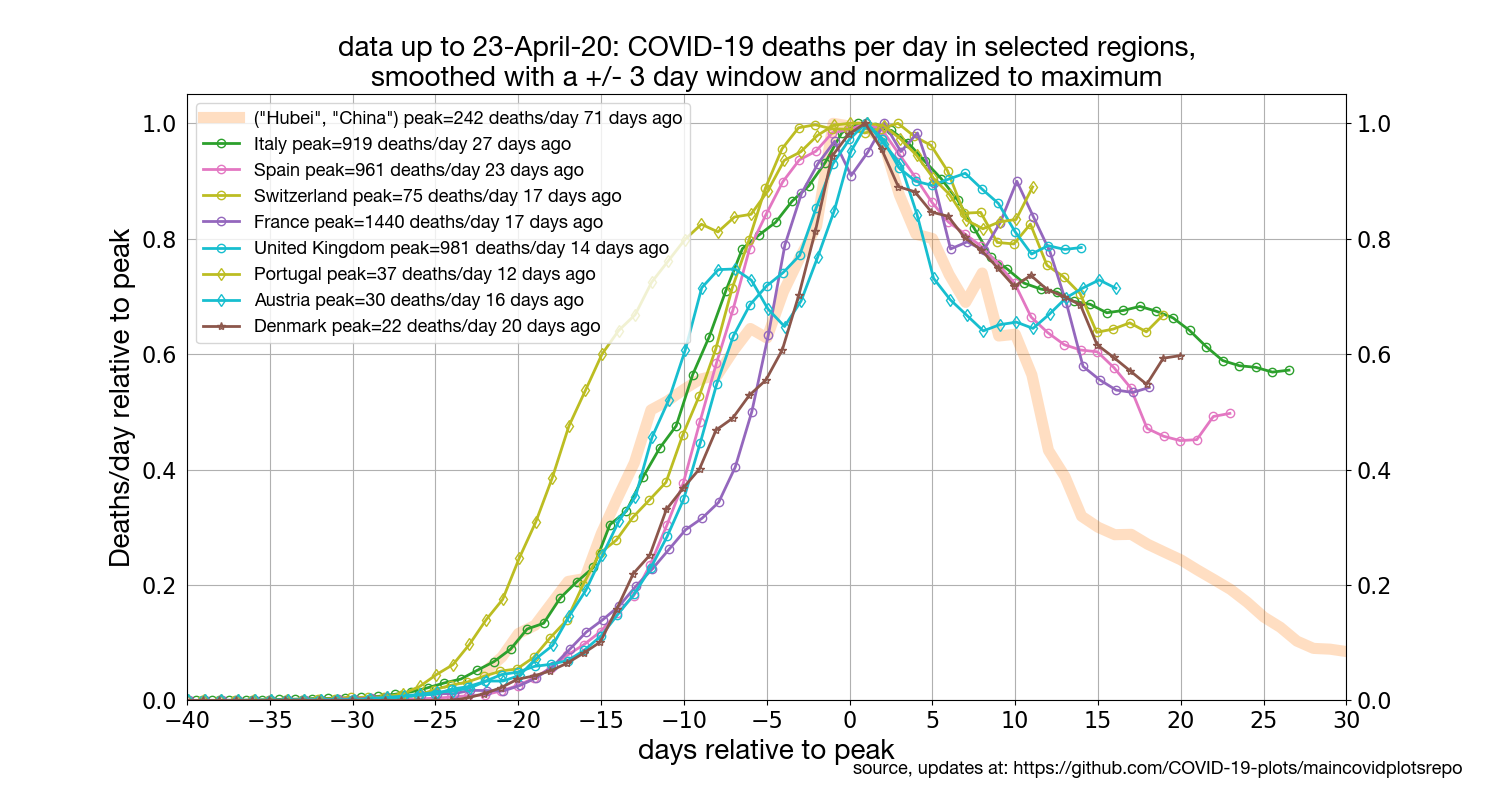 data up to 23-April-20: COVID-19 deaths per day in selected regions,
smoothed with a +/- 3 day window and normalized to maximum
("Hubei", "China") peak=242 deaths/day 71 days ago
Italy peak=919 deaths/day 27 days ago
Spain peak=961 deaths/day 23 days ago
Switzerland peak=75 deaths/day 17 days ago
France peak=1440 deaths/day 17 days ago
United Kingdom peak=981 deaths/day 14 days ago
Portugal peak=37 deaths/day 12 days ago
Austria peak=30 deaths/day 16 days ago
Denmark peak=22 deaths/day 20 days ago
Deaths/day relative to peak
1.0
0.8
0.6
0.4
0.2
0.0
1.0
0.8
0.6
0.4
0.2
0.0
−40 −35 −30 −25 −20 −15 −10 −5 0 5 10 15 20 25 30
days relative to peak
source, updates at: https://github.com/COVID-19-plots/maincovidplotsrepo